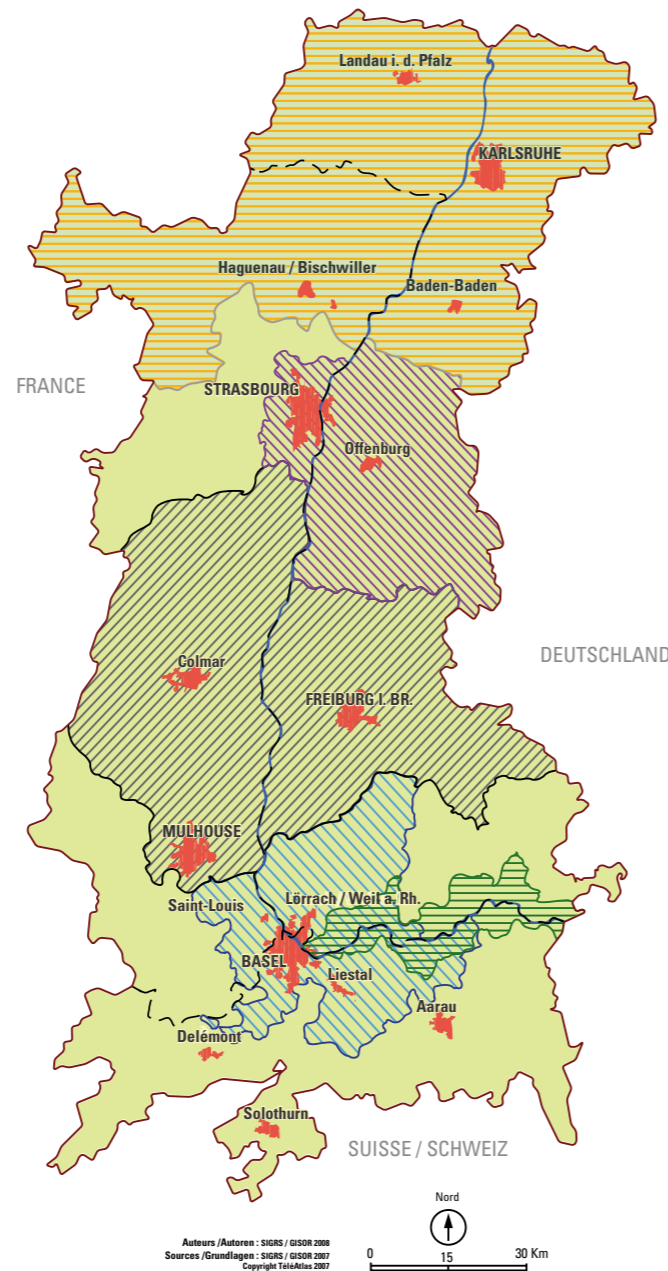 Landau i. d. Pfalz
KARLSRUHE
Haguenau / Bischwiller
Baden-Baden
FRANCE
STRASBOURG
Offenburg
Colmar
DEUTSCHLAND
FREIBURG I. BR.
MULHOUSE
Saint-Louis
Lörrach / Weil a. Rh.
BASEL
Liestal
Aarau
Delémont
Solothurn
SUISSE / SCHWEIZ
Nord
Auteurs /Autoren : SIGRS / GISOR 2008
Sources /Grundlagen : SIGRS / GISOR 2007
Copyright TéléAtlas 2007
0 15 30 Km